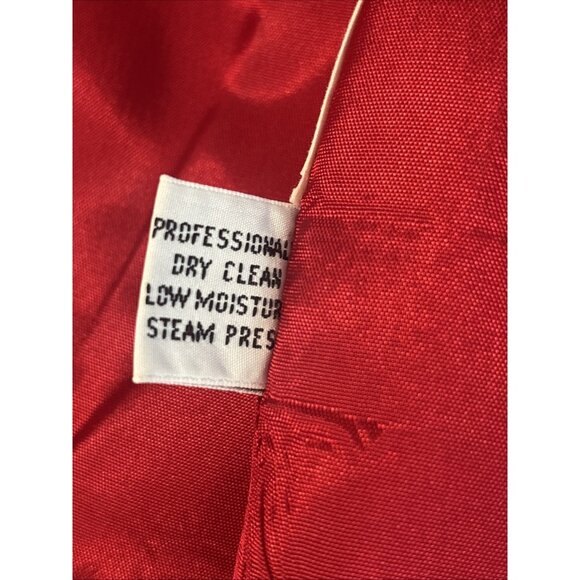 PROFESSIONAL
DRY CLEAN
LOW MOISTUR
STEAM PRES